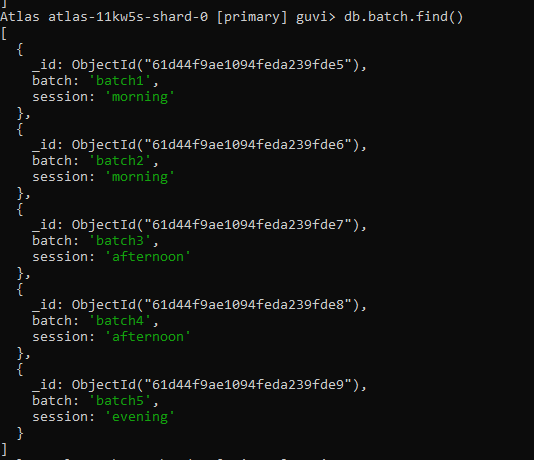 ]
Atlas atlas-11kw5s-shard-0 [primary] guvi> db.batch.find()
[
  {
    _id: ObjectId("61d44f9ae1094feda239fde5"),
    batch: 'batch1',
    session: 'morning'
  },
  {
    _id: ObjectId("61d44f9ae1094feda239fde6"),
    batch: 'batch2',
    session: 'morning'
  },
  {
    _id: ObjectId("61d44f9ae1094feda239fde7"),
    batch: 'batch3',
    session: 'afternoon'
  },
  {
    _id: ObjectId("61d44f9ae1094feda239fde8"),
    batch: 'batch4',
    session: 'afternoon'
  },
  {
    _id: ObjectId("61d44f9ae1094feda239fde9"),
    batch: 'batch5',
    session: 'evening'
  }
]